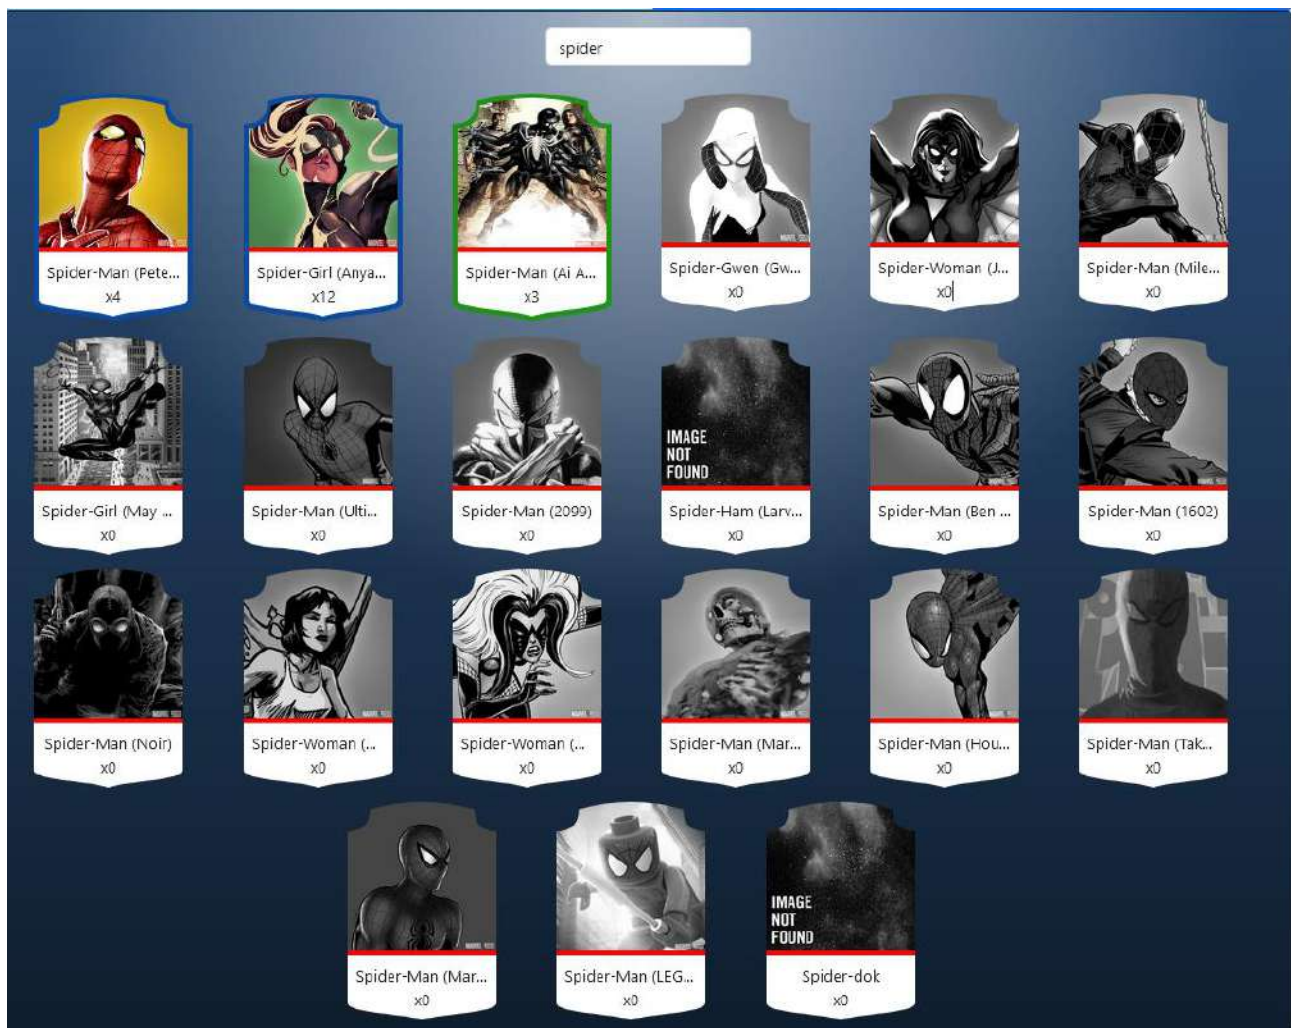 spider
Spider-Man (Pete...
x4
Spider-Girl (Anya...
x12
Spider-Man (Ai A...
x3
Spider-Gwen (Gw...
x0
Spider-Woman (J...
x0
Spider-Man (Mile...
x0
Spider-Girl (May ...
x0
Spider-Man (Ulti...
x0
Spider-Man (2099)
x0
IMAGE
NOT
FOUND
Spider-Ham (Larv...
x0
Spider-Man (Ben ...
x0
Spider-Man (1602)
x0
Spider-Man (Noir)
x0
Spider-Woman (...
x0
Spider-Woman (...
x0
Spider-Man (Mar...
x0
Spider-Man (Hou...
x0
Spider-Man (Tak...
x0
Spider-Man (Mar...
x0
Spider-Man (LEG...
x0
IMAGE
NOT
FOUND
Spider-dok
x0